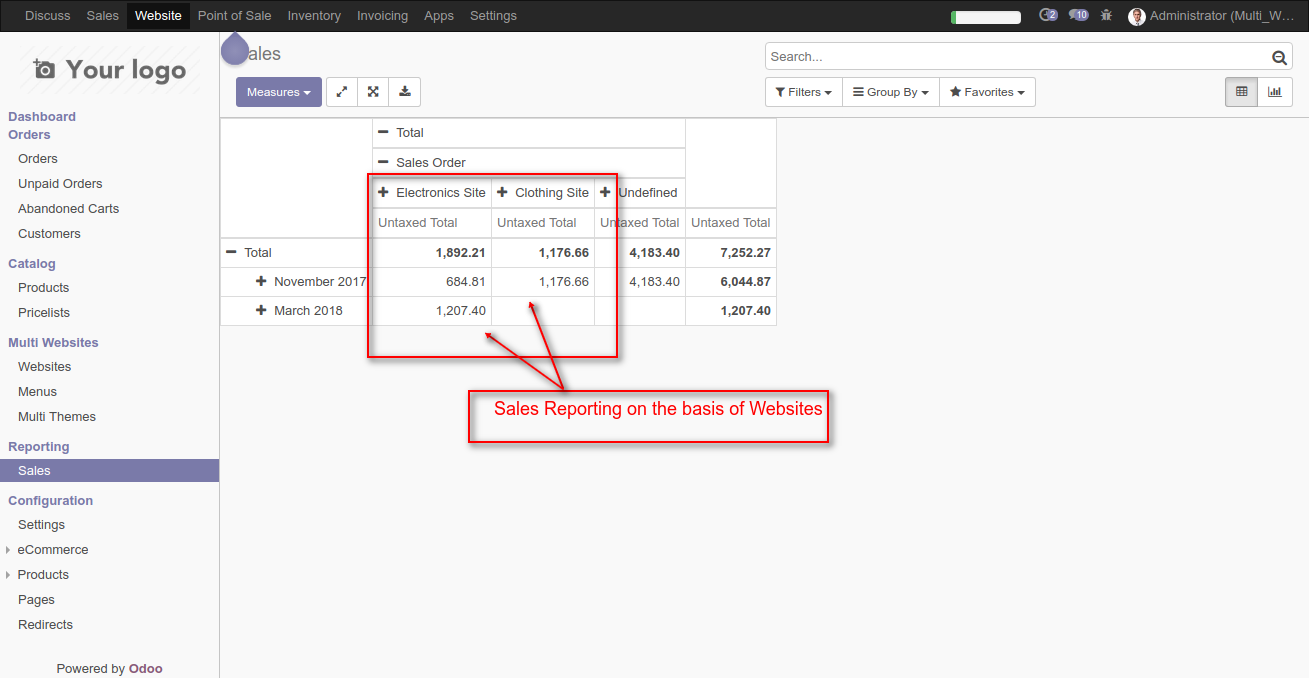 Discuss Sales Website Point of Sale Inventory Invoicing Apps Settings 2 10 Administrator (Multi_W...
Your logo
ales
Search...
Measures
Filters Group By Favorites
Dashboard
Orders
Orders
Unpaid Orders
Abandoned Carts
Customers
Catalog
Products
Pricelists
Multi Websites
Websites
Menus
Multi Themes
Reporting
Sales
Configuration
Settings
eCommerce
Products
Pages
Redirects
Powered by Odoo
Total
Sales Order
Electronics Site Clothing Site Undefined
Untaxed Total Untaxed Total Untaxed Total Untaxed Total
Total 1,892.21 1,176.66 4,183.40 7,252.27
November 2017 684.81 1,176.66 4,183.40 6,044.87
March 2018 1,207.40 1,207.40
Sales Reporting on the basis of Websites